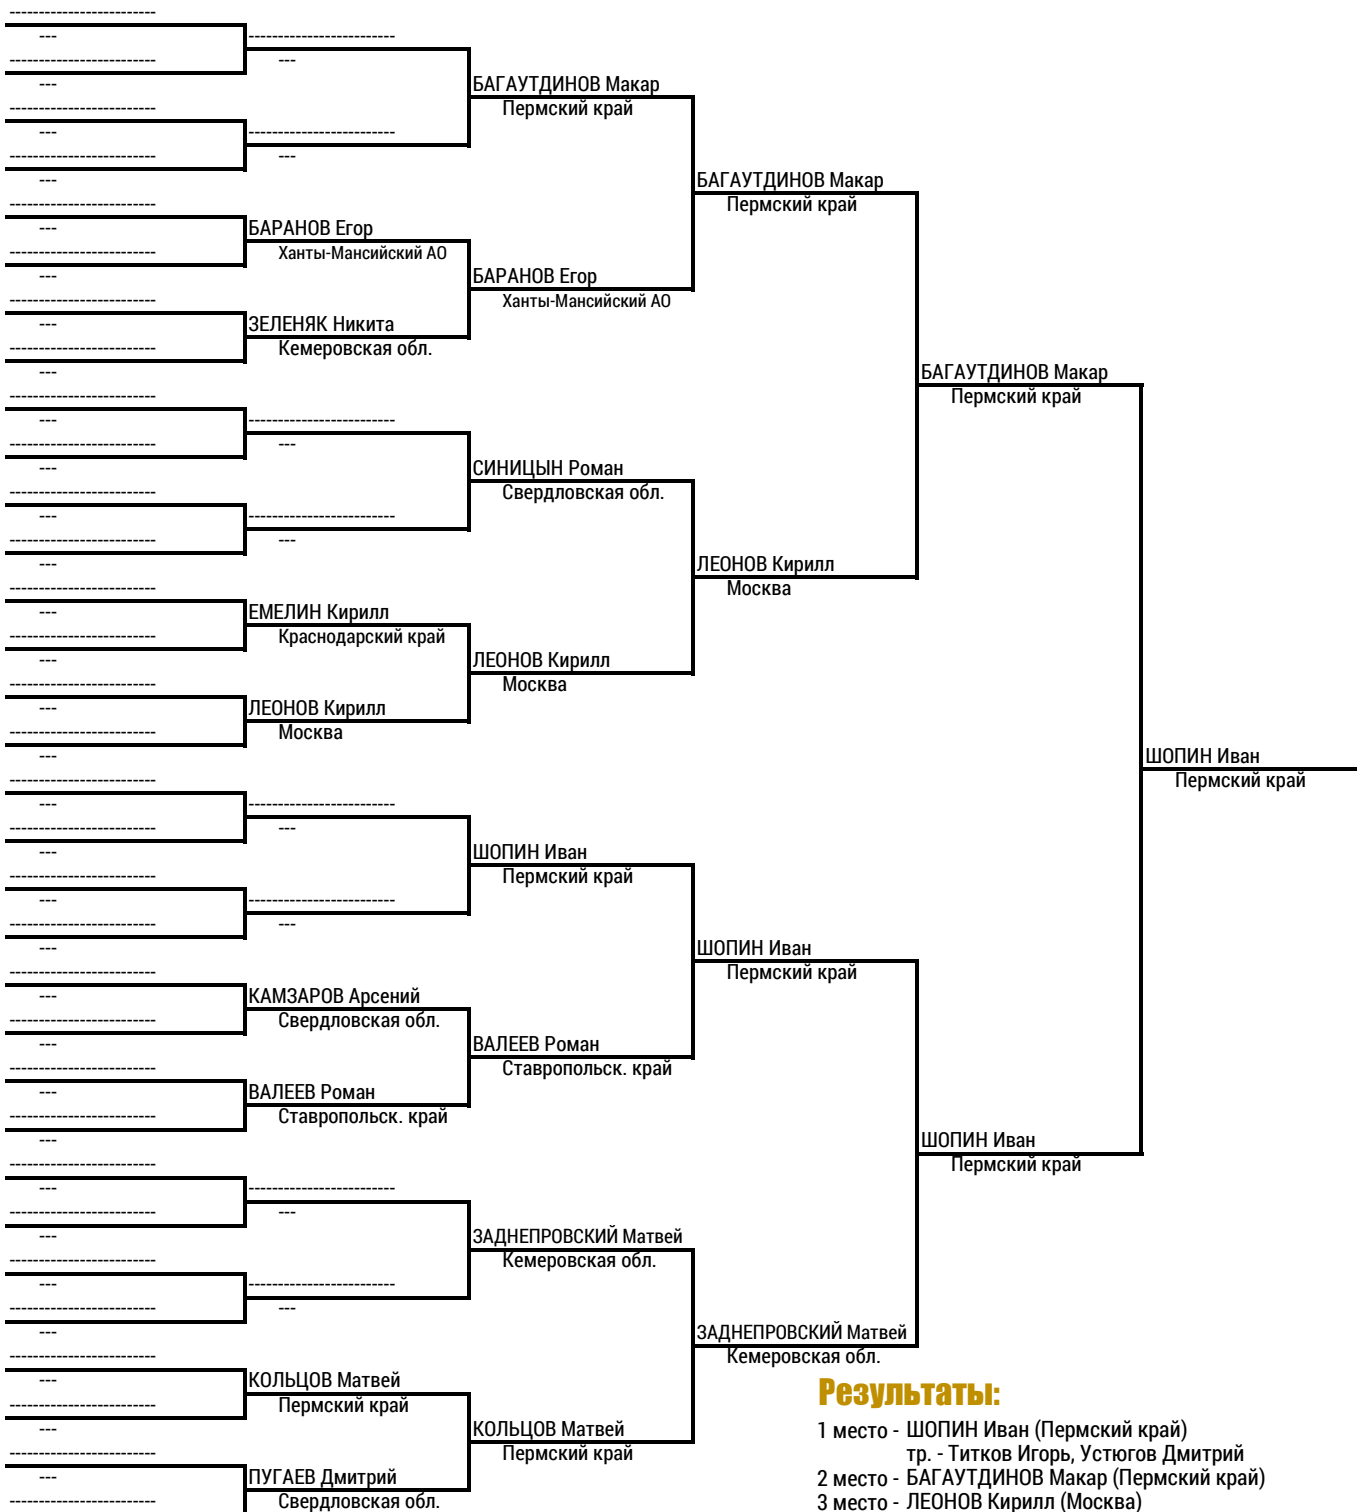 -------------------------
---
-------------------------
-------------------------
---
---
БАГАУТДИНОВ Макар
-------------------------
Пермский край
---
-------------------------
-------------------------
---
---
БАГАУТДИНОВ Макар
-------------------------
Пермский край
---
БАРАНОВ Егор
-------------------------
Ханты-Мансийский АО
---
БАРАНОВ Егор
-------------------------
Ханты-Мансийский АО
---
ЗЕЛЕНЯК Никита
-------------------------
Кемеровская обл.
---
БАГАУТДИНОВ Макар
-------------------------
Пермский край
---
-------------------------
-------------------------
---
---
СИНИЦЫН Роман
-------------------------
Свердловская обл.
---
-------------------------
-------------------------
---
---
ЛЕОНОВ Кирилл
-------------------------
Москва
---
ЕМЕЛИН Кирилл
-------------------------
Краснодарский край
---
ЛЕОНОВ Кирилл
-------------------------
Москва
---
ЛЕОНОВ Кирилл
-------------------------
Москва
---
ШОПИН Иван
-------------------------
Пермский край
---
-------------------------
-------------------------
---
---
ШОПИН Иван
-------------------------
Пермский край
---
-------------------------
-------------------------
---
---
ШОПИН Иван
-------------------------
Пермский край
---
КАМЗАРОВ Арсений
-------------------------
Свердловская обл.
---
ВАЛЕЕВ Роман
-------------------------
Ставропольск. край
---
ВАЛЕЕВ Роман
-------------------------
Ставропольск. край
---
ШОПИН Иван
-------------------------
Пермский край
---
-------------------------
-------------------------
---
---
ЗАДНЕПРОВСКИЙ Матвей
-------------------------
Кемеровская обл.
---
-------------------------
-------------------------
---
---
ЗАДНЕПРОВСКИЙ Матвей
-------------------------
Кемеровская обл.
---
КОЛЬЦОВ Матвей
-------------------------
Пермский край
---
КОЛЬЦОВ Матвей
-------------------------
Пермский край
---
ПУГАЕВ Дмитрий
-------------------------
Свердловская обл.
Результаты:
1 место - ШОПИН Иван (Пермский край)
тр. - Титков Игорь, Устюгов Дмитрий
2 место - БАГАУТДИНОВ Макар (Пермский край)
3 место - ЛЕОНОВ Кирилл (Москва)